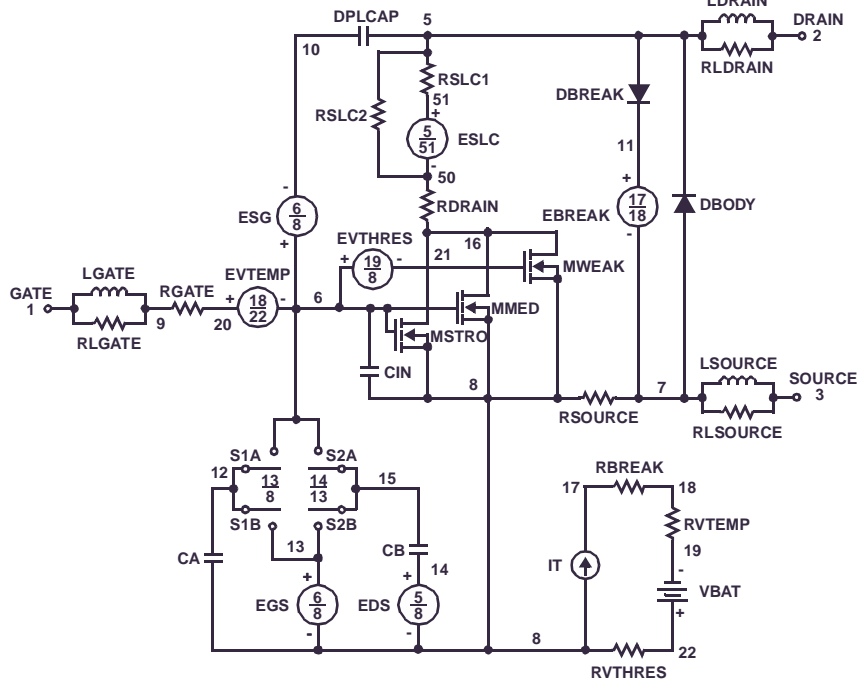 LDRAIN
DPLCAP 5 DRAIN
10 2
RSLC1 RLDRAIN
51 DBREAK
RSLC2 +
5
51
ESLC
11
-
50
- RDRAIN +
ESG 6
8
EBREAK 17
18
DBODY
+ EVTHRES 16 -
+ 19
8
- 21 MWEAK
LGATE EVTEMP
GATE RGATE + 18
22
- 6 MMED
1 9 20 MSTRO
RLGATE LSOURCE
CIN 8 7 SOURCE
3
RSOURCE
RLSOURCE
S1A S2A
12 13
8
14
13
15 RBREAK
17 18
S1B S2B RVTEMP
13 CB 19
CA + + 14 IT -
VBAT
EGS 6
8
EDS 5
8
+
- - 8 22
RVTHRES